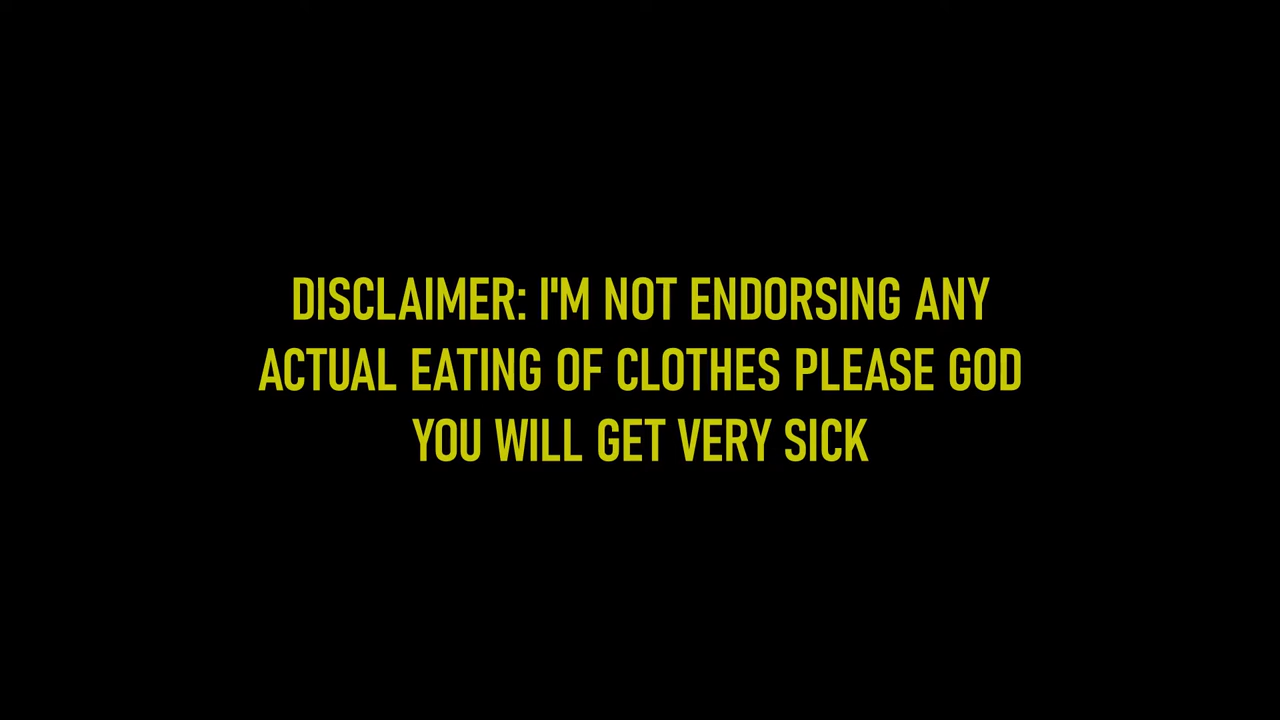 DISCLAIMER: I'M NOT ENDORSING ANY
ACTUAL EATING OF CLOTHES PLEASE GOD
YOU WILL GET VERY SICK